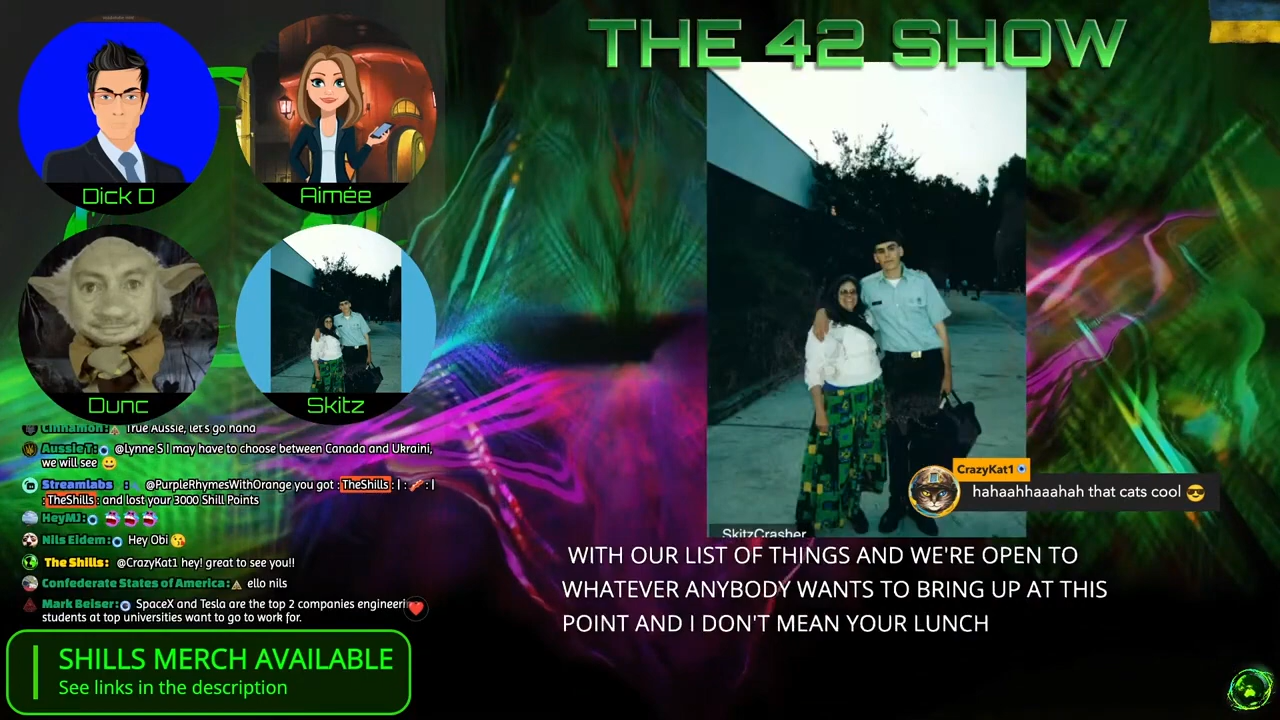 THE 42 SHOW
Dick D
Aimée
Dunc
Skitz
Cinnamon: True Aussie, let's go nana
Aussie T: @Lynne S I may have to choose between Canada and Ukraini,
we will see
Streamlabs : @PurpleRhymesWithOrange you got : TheShills : | : : |
: TheShills : and lost your 3000 Shill Points
HeyMJ:
Nils Eldem: Hey Obi
The Shills: @CrazyKat1 hey! great to see you!!
Confederate States of America: ello nils
Mark Beiser: SpaceX and Tesla are the top 2 companies engineerin
students at top universities want to go to work for.
SHILLS MERCH AVAILABLE
See links in the description
CrazyKat1
hahaahhaaahah that cats cool
SkitzCrasher
WITH OUR LIST OF THINGS AND WE'RE OPEN TO
WHATEVER ANYBODY WANTS TO BRING UP AT THIS
POINT AND I DON'T MEAN YOUR LUNCH